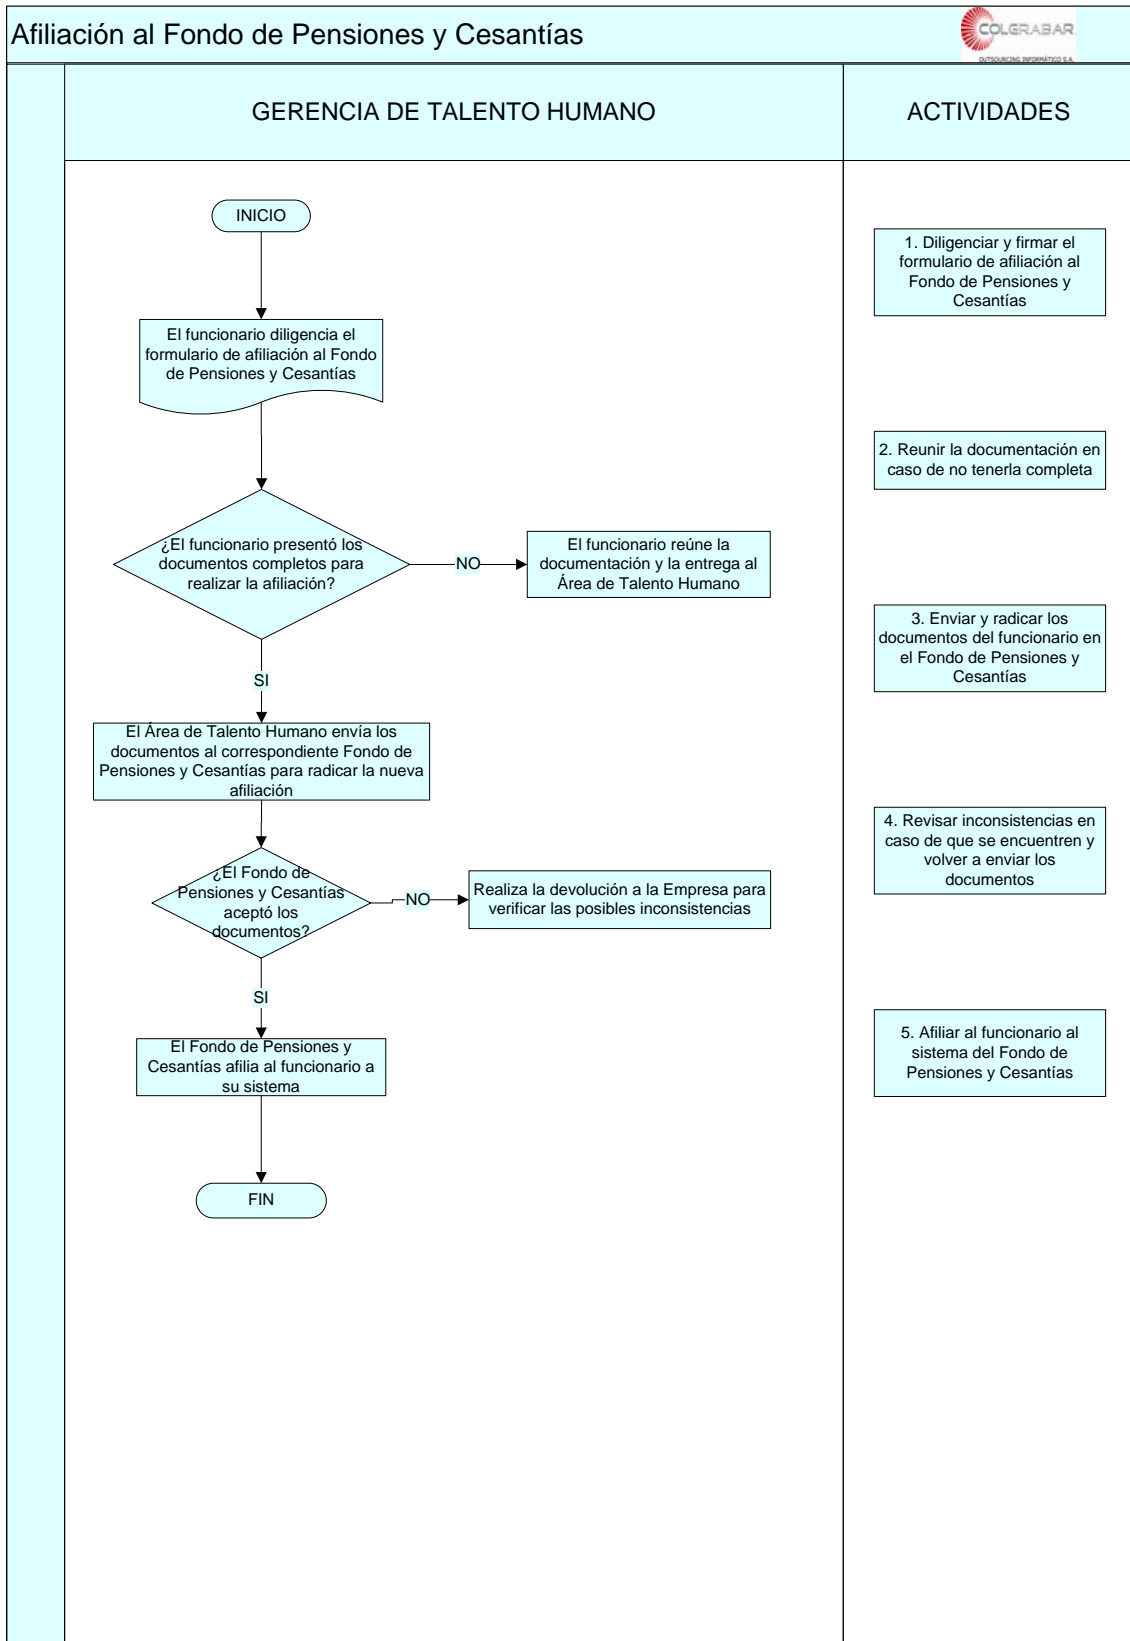 Afiliación al Fondo de Pensiones y Cesantías
COLGRABAR
OUTSOURCING INFORMÁTICO S.A.
GERENCIA DE TALENTO HUMANO
ACTIVIDADES
INICIO
El funcionario diligencia el
formulario de afiliación al Fondo
de Pensiones y Cesantías
¿El funcionario presentó los
documentos completos para
realizar la afiliación?
NO
El funcionario reúne la
documentación y la entrega al
Área de Talento Humano
SI
El Área de Talento Humano envía los
documentos al correspondiente Fondo de
Pensiones y Cesantías para radicar la nueva
afiliación
¿El Fondo de
Pensiones y Cesantías
aceptó los
documentos?
NO
Realiza la devolución a la Empresa para
verificar las posibles inconsistencias
SI
El Fondo de Pensiones y
Cesantías afilia al funcionario a
su sistema
FIN
1. Diligenciar y firmar el
formulario de afiliación al
Fondo de Pensiones y
Cesantías
2. Reunir la documentación en
caso de no tenerla completa
3. Enviar y radicar los
documentos del funcionario en
el Fondo de Pensiones y
Cesantías
4. Revisar inconsistencias en
caso de que se encuentren y
volver a enviar los
documentos
5. Afiliar al funcionario al
sistema del Fondo de
Pensiones y Cesantías